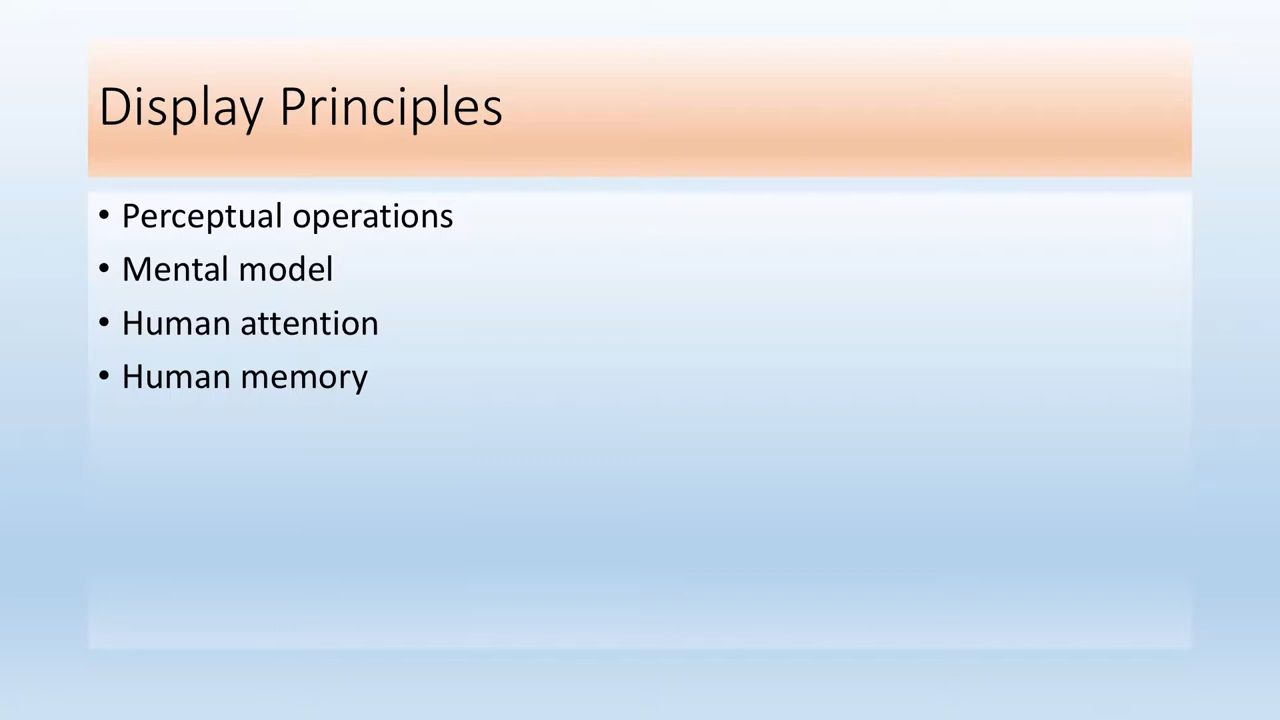 Display Principles
• Perceptual operations
• Mental model
• Human attention
• Human memory